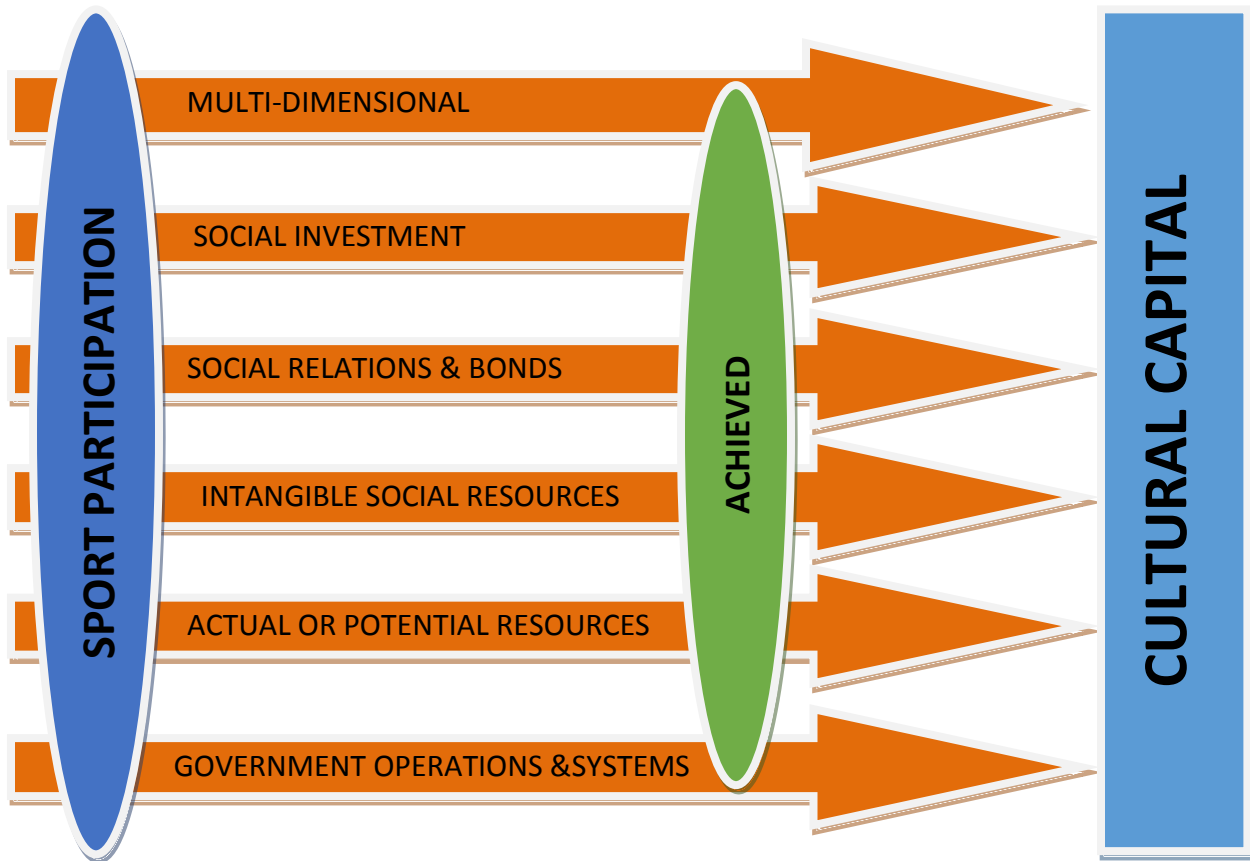 SPORT PARTICIPATION
MULTI-DIMENSIONAL
SOCIAL INVESTMENT
SOCIAL RELATIONS & BONDS
INTANGIBLE SOCIAL RESOURCES
ACTUAL OR POTENTIAL RESOURCES
GOVERNMENT OPERATIONS &SYSTEMS
ACHIEVED
CULTURAL CAPITAL